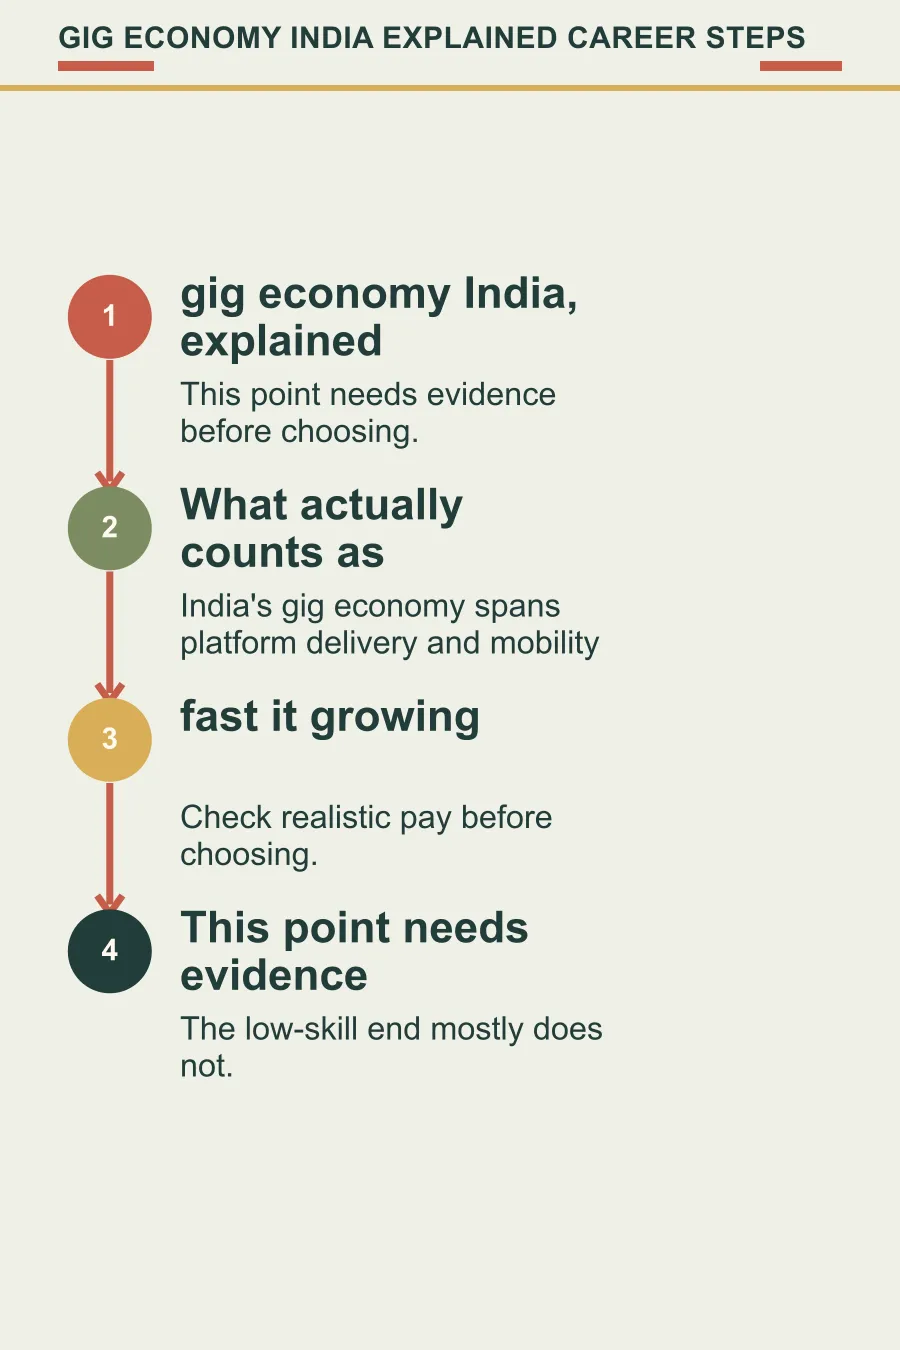 GIG ECONOMY INDIA EXPLAINED CAREER STEPS
1
gig economy India,
explained
This point needs evidence
before choosing.
2
What actually
counts as
India's gig economy spans
platform delivery and mobility
3
fast it growing
Check realistic pay before
choosing.
4
This point needs
evidence
The low-skill end mostly does
not.